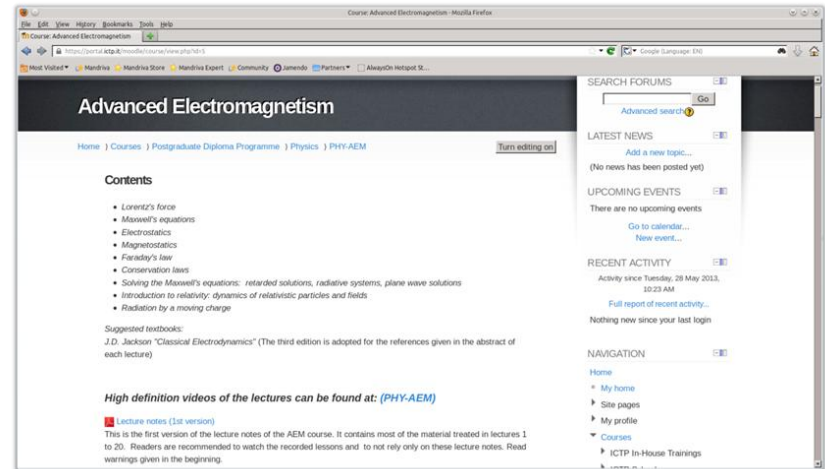 Course: Advanced Electromagnetism - Mozilla Firefox
File Edit View History Bookmarks Tools Help
Course: Advanced Electromagnetism
https://portal.ictp.it/moodle/course/view.php?id=5
Google (Language: EN)
Most Visited Mandriva Mandriva Store Mandriva Expert Community Jamendo Partners AlwaysOn Hotspot St...
Advanced Electromagnetism
Home ) Courses ) Postgraduate Diploma Programme ) Physics ) PHY-AEM
Turn editing on
Contents
• Lorentz's force
• Maxwell's equations
• Electrostatics
• Magnetostatics
• Faraday's law
• Conservation laws
• Solving the Maxwell's equations: retarded solutions, radiative systems, plane wave solutions
• Introduction to relativity: dynamics of relativistic particles and fields
• Radiation by a moving charge
Suggested textbooks:
J.D. Jackson "Classical Electrodynamics" (The third edition is adopted for the references given in the abstract of
each lecture)
High definition videos of the lectures can be found at: (PHY-AEM)
Lecture notes (1st version)
This is the first version of the lecture notes of the AEM course. It contains most of the material treated in lectures 1
to 20. Readers are recommended to watch the recorded lessons and to not rely only on these lecture notes. Read
warnings given in the beginning.
SEARCH FORUMS
Go
Advanced search
LATEST NEWS
Add a new topic...
(No news has been posted yet)
UPCOMING EVENTS
There are no upcoming events
Go to calendar...
New event...
RECENT ACTIVITY
Activity since Tuesday, 28 May 2013,
10:23 AM
Full report of recent activity...
Nothing new since your last login
NAVIGATION
Home
My home
Site pages
My profile
Courses
ICTP In-House Trainings